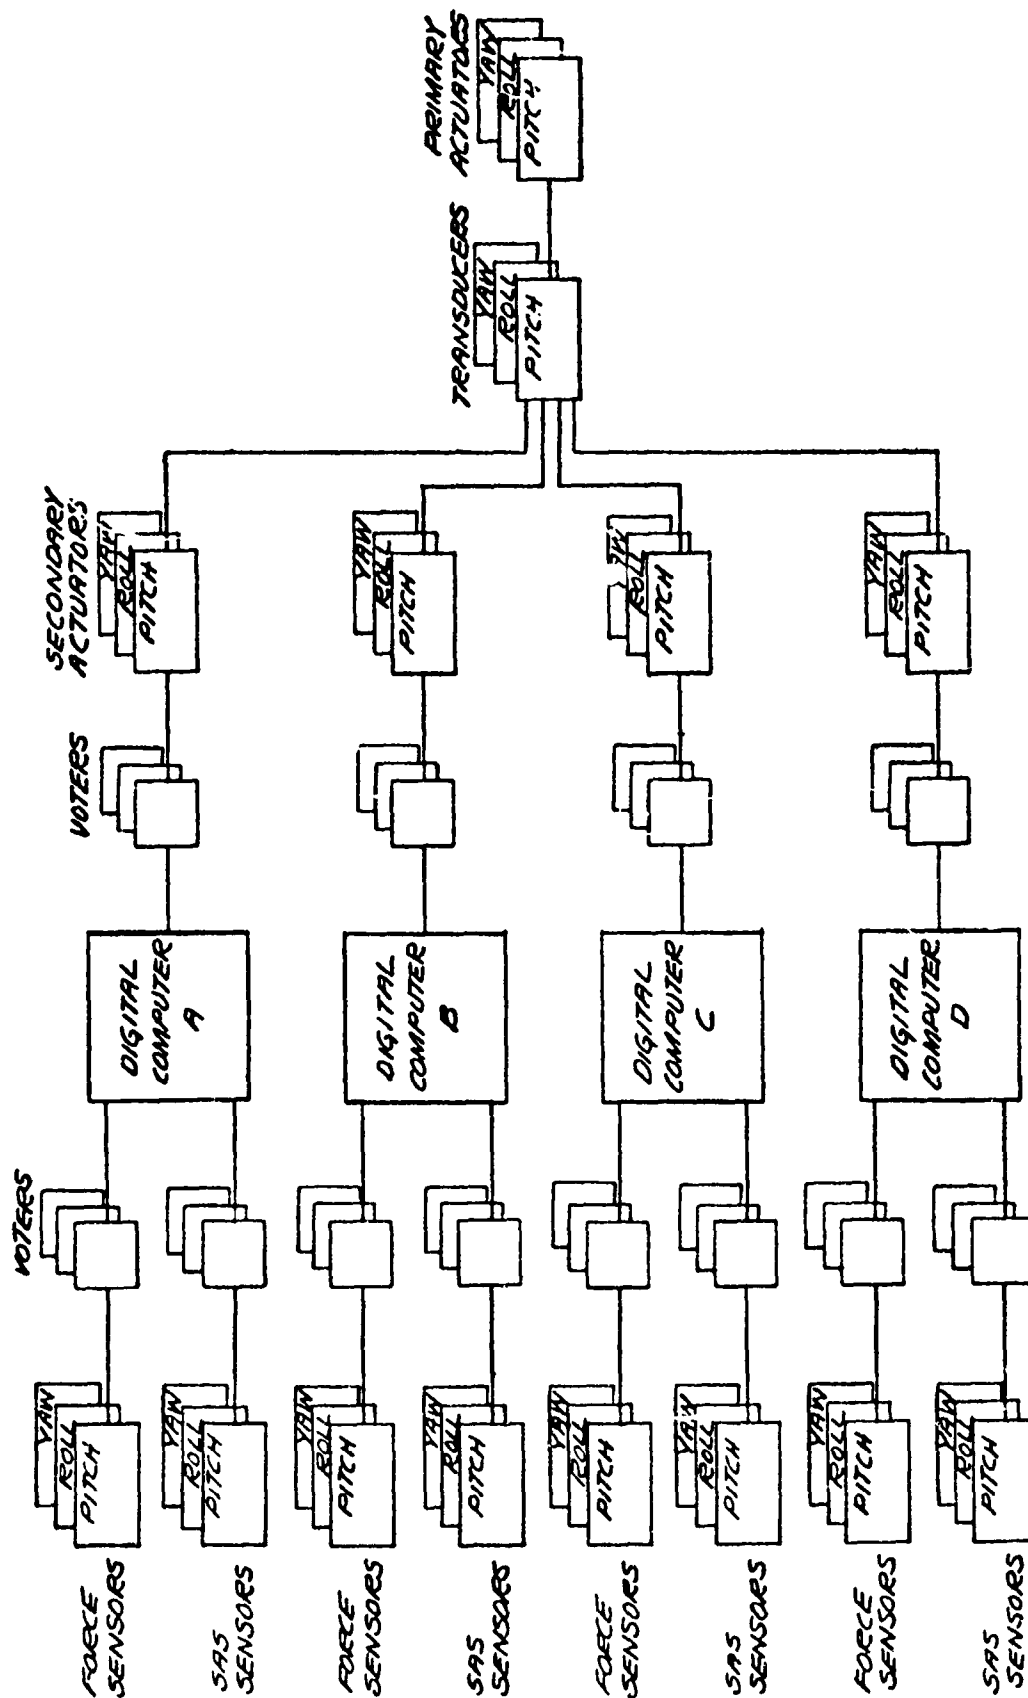 FORCE
SENSORS
YAW
ROLL
PITCH
VOTERS
SAS
SENSORS
YAW
ROLL
PITCH
DIGITAL
COMPUTER
A
VOTERS
SECONDARY
ACTUATORS
YAW
ROLL
PITCH
FORCE
SENSORS
YAW
ROLL
PITCH
SAS
SENSORS
YAW
ROLL
PITCH
DIGITAL
COMPUTER
B
YAW
ROLL
PITCH
TRANSDUCERS
YAW
ROLL
PITCH
PRIMARY
ACTUATORS
YAW
ROLL
PITCH
FORCE
SENSORS
YAW
ROLL
PITCH
SAS
SENSORS
YAW
ROLL
PITCH
DIGITAL
COMPUTER
C
YAW
ROLL
PITCH
FORCE
SENSORS
YAW
ROLL
PITCH
SAS
SENSORS
YAW
ROLL
PITCH
DIGITAL
COMPUTER
D
YAW
ROLL
PITCH